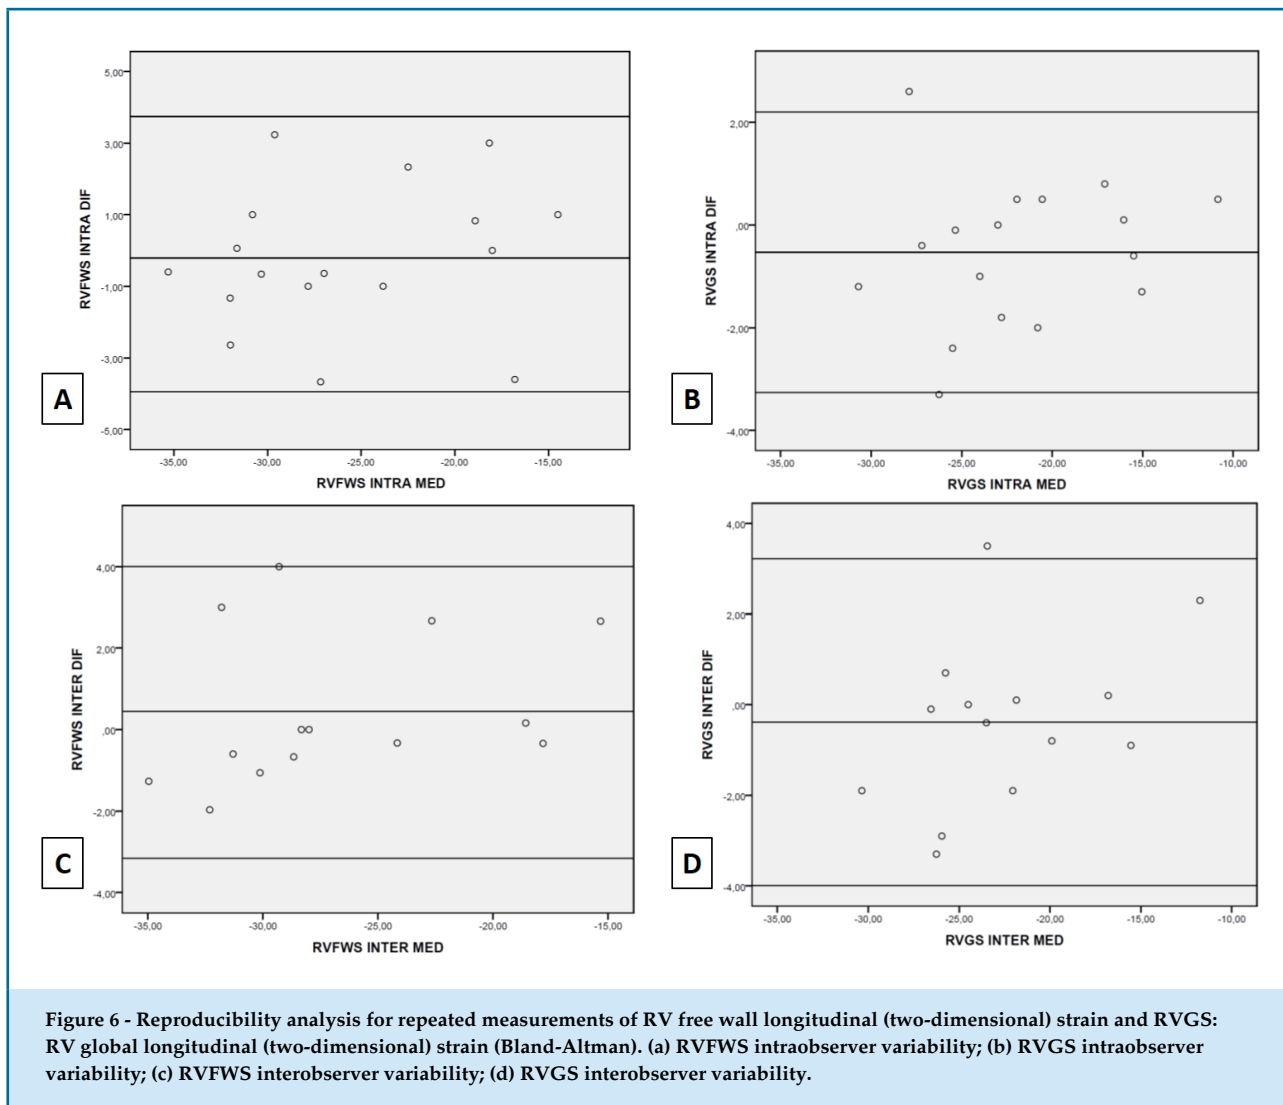 5,00
3,00
1,00
-1,00
-3,00
-5,00
RVFWS INTRA DIF
-35,00 -30,00 -25,00 -20,00 -15,00
RVFWS INTRA MED
A
2,00
,00
-2,00
-4,00
RVGS INTRA DIF
-35,00 -30,00 -25,00 -20,00 -15,00 -10,00
RVGS INTRA MED
B
4,00
2,00
,00
-2,00
-4,00
RVFWS INTER DIF
-35,00 -30,00 -25,00 -20,00 -15,00
RVFWS INTER MED
C
4,00
2,00
,00
-2,00
-4,00
RVGS INTER DIF
-35,00 -30,00 -25,00 -20,00 -15,00 -10,00
RVGS INTER MED
D
Figure 6 - Reproducibility analysis for repeated measurements of RV free wall longitudinal (two-dimensional) strain and RVGS:
RV global longitudinal (two-dimensional) strain (Bland-Altman). (a) RVFWS intraobserver variability; (b) RVGS intraobserver
variability; (c) RVFWS interobserver variability; (d) RVGS interobserver variability.